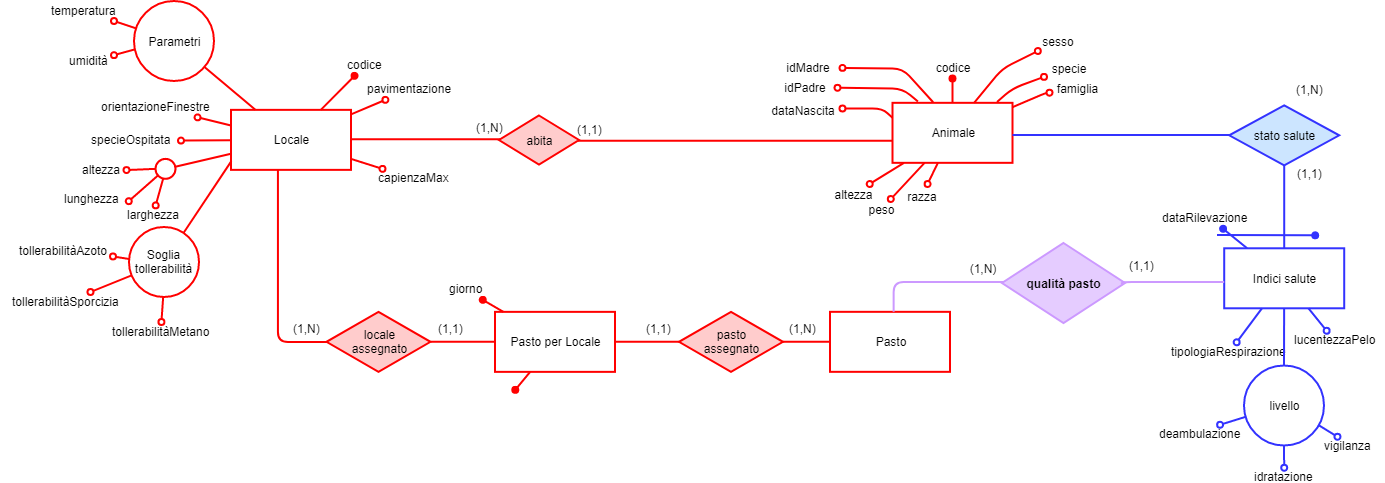 temperatura
Parametri
umidità
codice
pavimentazione
orientazioneFinestre
specieOspitata
Locale
altezza
lunghezza
larghezza
capienzaMax
Soglia
tollerabilità
tollerabilitàAzoto
tollerabilitàSporcizia
tollerabilitàMetano
(1,N)
abita
(1,1)
sesso
idMadre
codice
specie
idPadre
famiglia
dataNascita
Animale
altezza
peso
razza
(1,N)
stato salute
(1,1)
dataRilevazione
Indici salute
tipologiaRespirazione
lucentezzaPelo
livello
deambulazione
vigilanza
idratazione
(1,N)
qualità pasto
(1,1)
giorno
(1,N)
locale
assegnato
(1,1)
Pasto per Locale
(1,1)
pasto
assegnato
(1,N)
Pasto